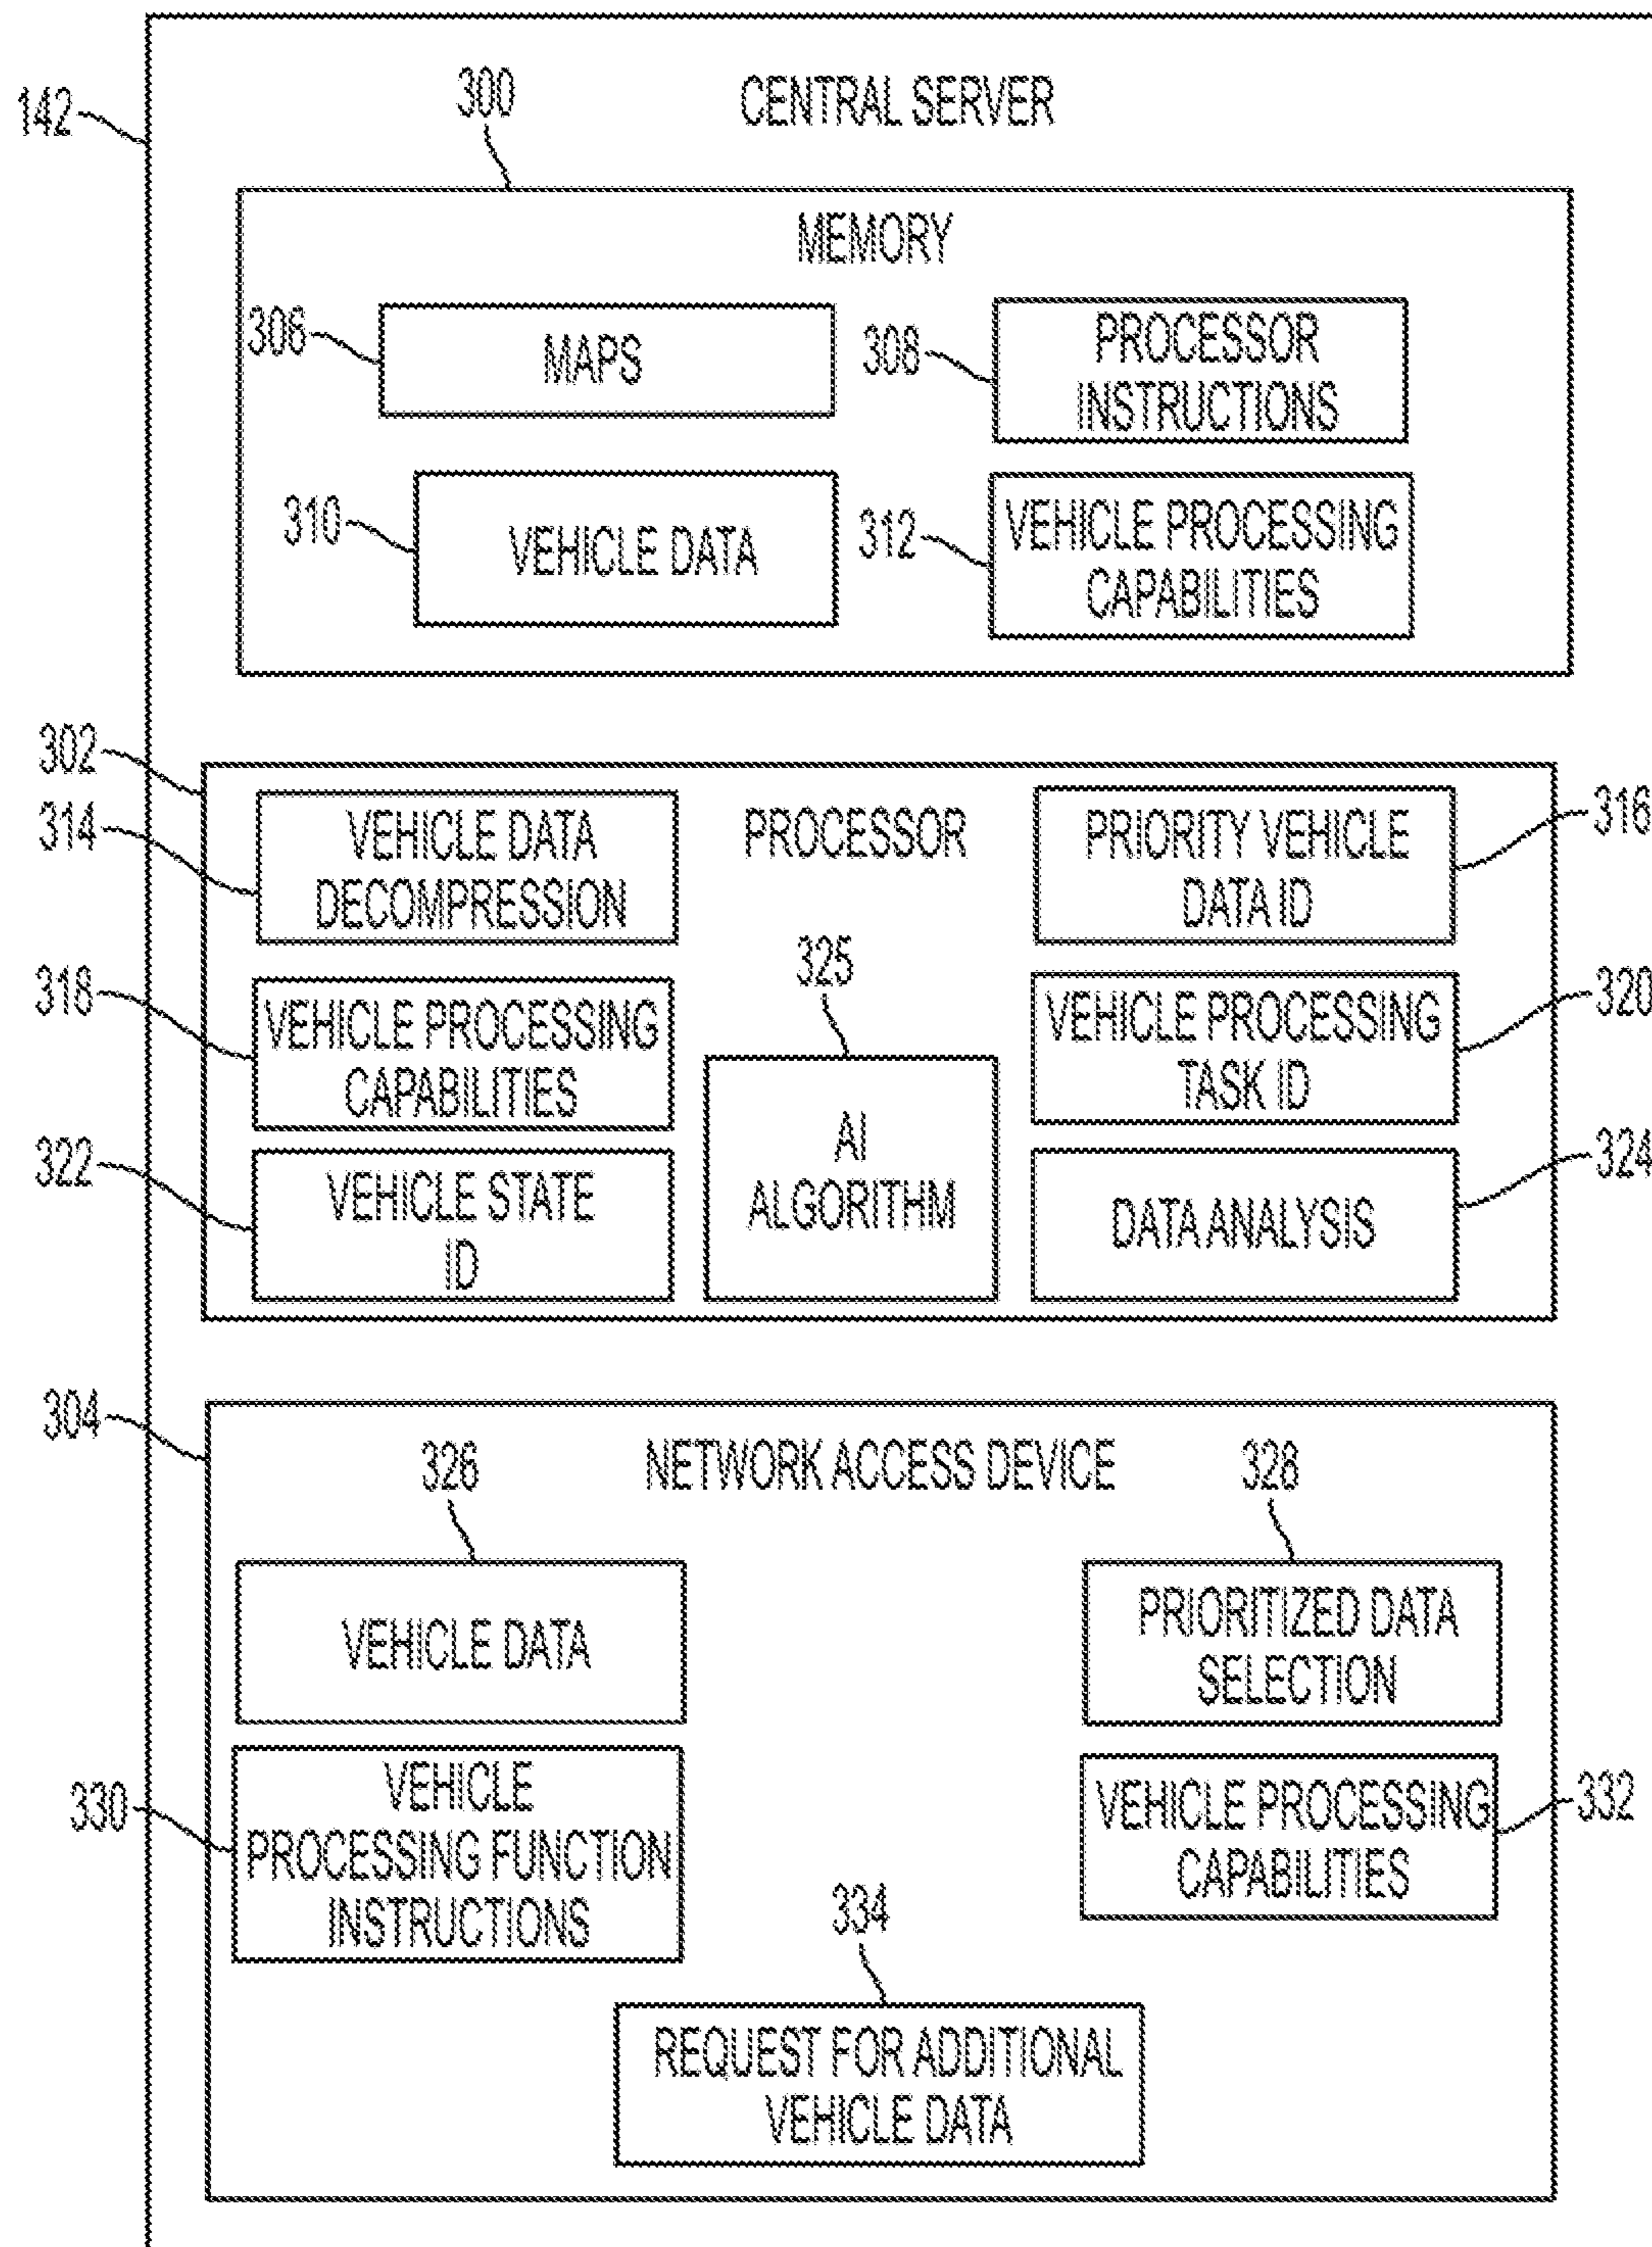 142
300
CENTRAL SERVER
MEMORY
306
MAPS
308
PROCESSOR
INSTRUCTIONS
310
VEHICLE DATA
312
VEHICLE PROCESSING
CAPABILITIES
302
PROCESSOR
314
VEHICLE DATA
DECOMPRESSION
PRIORITY VEHICLE
DATA ID
316
318
VEHICLE PROCESSING
CAPABILITIES
325
AI
ALGORITHM
VEHICLE PROCESSING
TASK ID
320
322
VEHICLE STATE
ID
DATA ANALYSIS
324
304
NETWORK ACCESS DEVICE
326
VEHICLE DATA
328
PRIORITIZED DATA
SELECTION
330
VEHICLE
PROCESSING FUNCTION
INSTRUCTIONS
VEHICLE PROCESSING
CAPABILITIES
332
334
REQUEST FOR ADDITIONAL
VEHICLE DATA